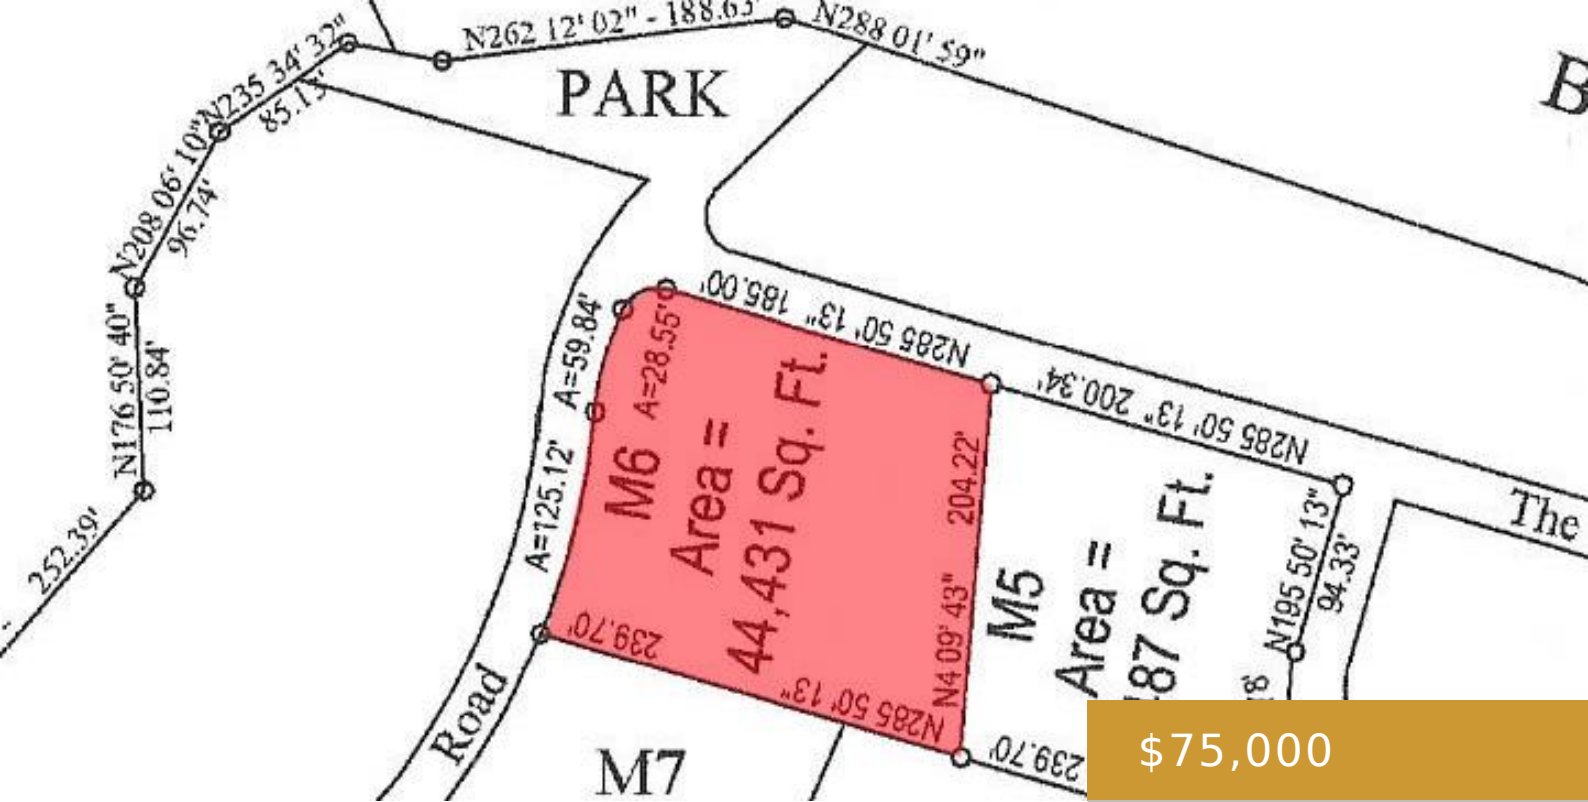 N262 12' 02" - 188.63'
N288 01' 59"
N235 34' 32"
85.13'
PARK
B
N208 06' 10"
96.74'
N176 50' 40"
110.84'
252.39'
A=59.84'
A=28.55'
A=125.12'
N285 50' 13" 185.00'
N285 50' 13" 200.34'
M6
Area =
44,431 Sq. Ft.
204.22'
N4 09' 43"
N285 50' 13" 239.70'
M5
Area =
87 Sq. Ft.
N195 50' 13"
94.33'
The
Road
M7
239.70'
$75,000